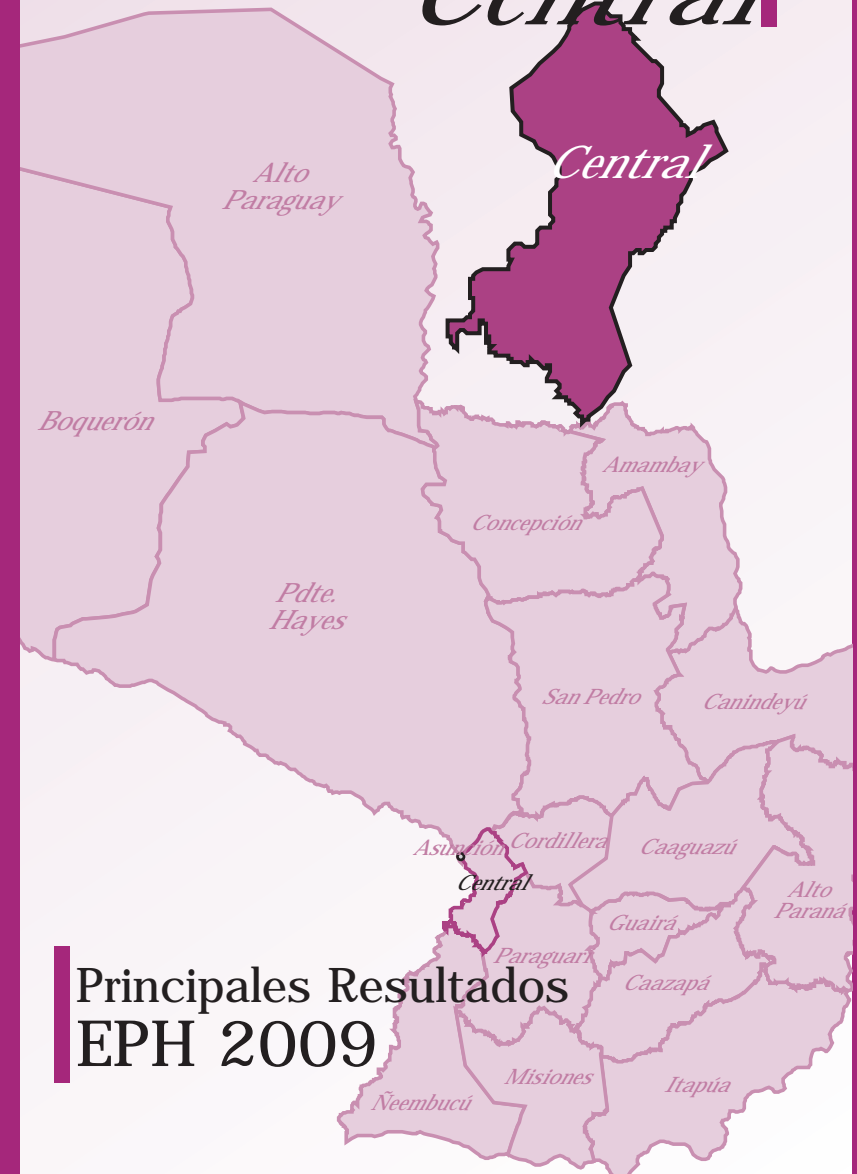 Central
Central
Alto
Paraguay
Boquerón
Amambay
Concepción
Pdte.
Hayes
San Pedro
Canindeyú
Asunción
Cordillera
Caaguazú
Central
Alto
Paraná
Guairá
Paraguarí
Caazapá
Principales Resultados
EPH 2009
Misiones
Itapúa
Ñeembucú